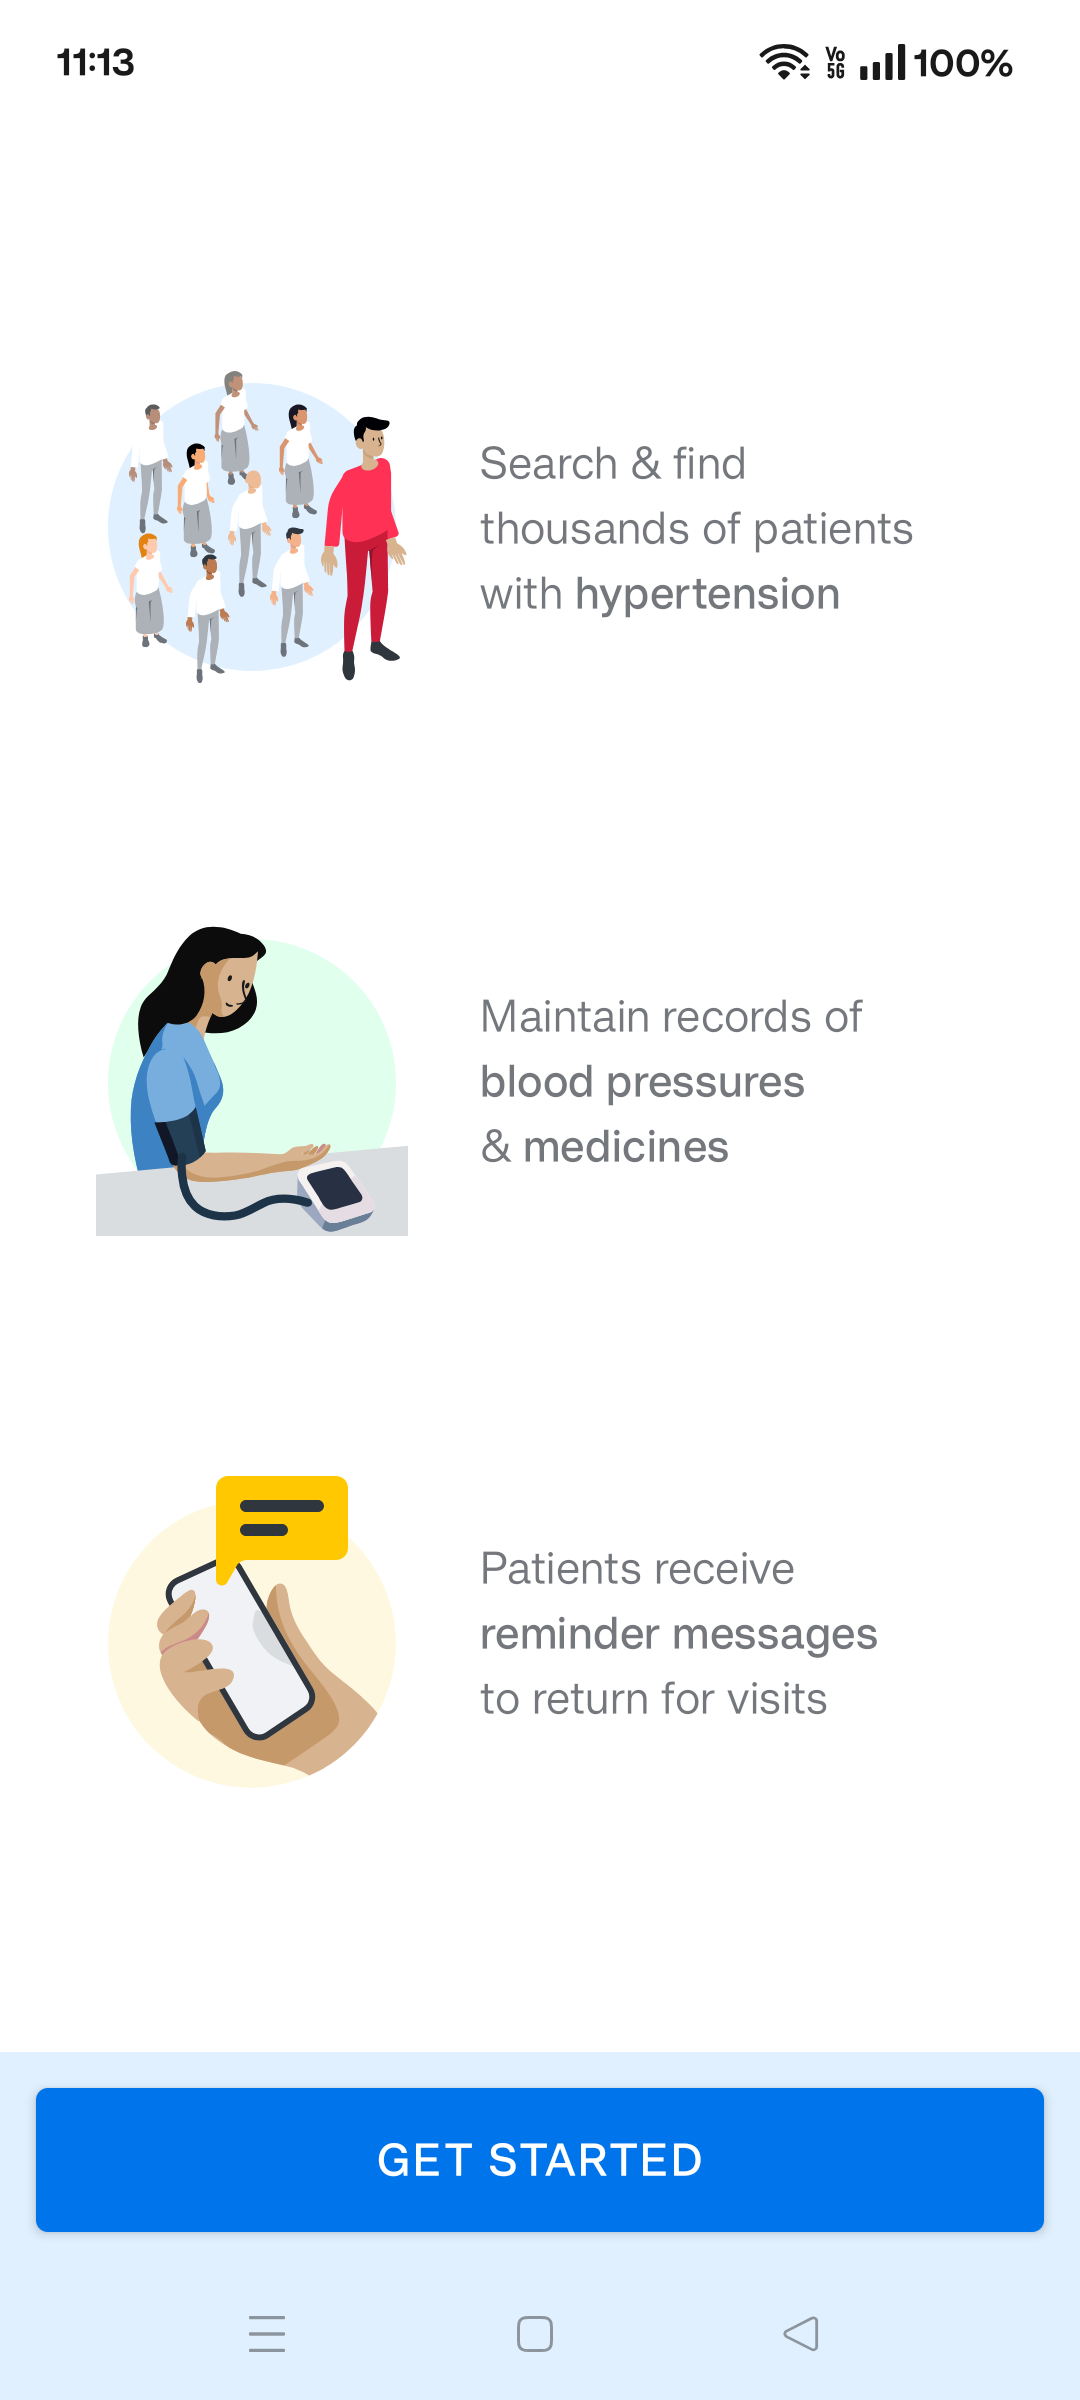 11:13
Vo
5G
100%
Search & find
thousands of patients
with hypertension
Maintain records of
blood pressures
& medicines
Patients receive
reminder messages
to return for visits
GET STARTED